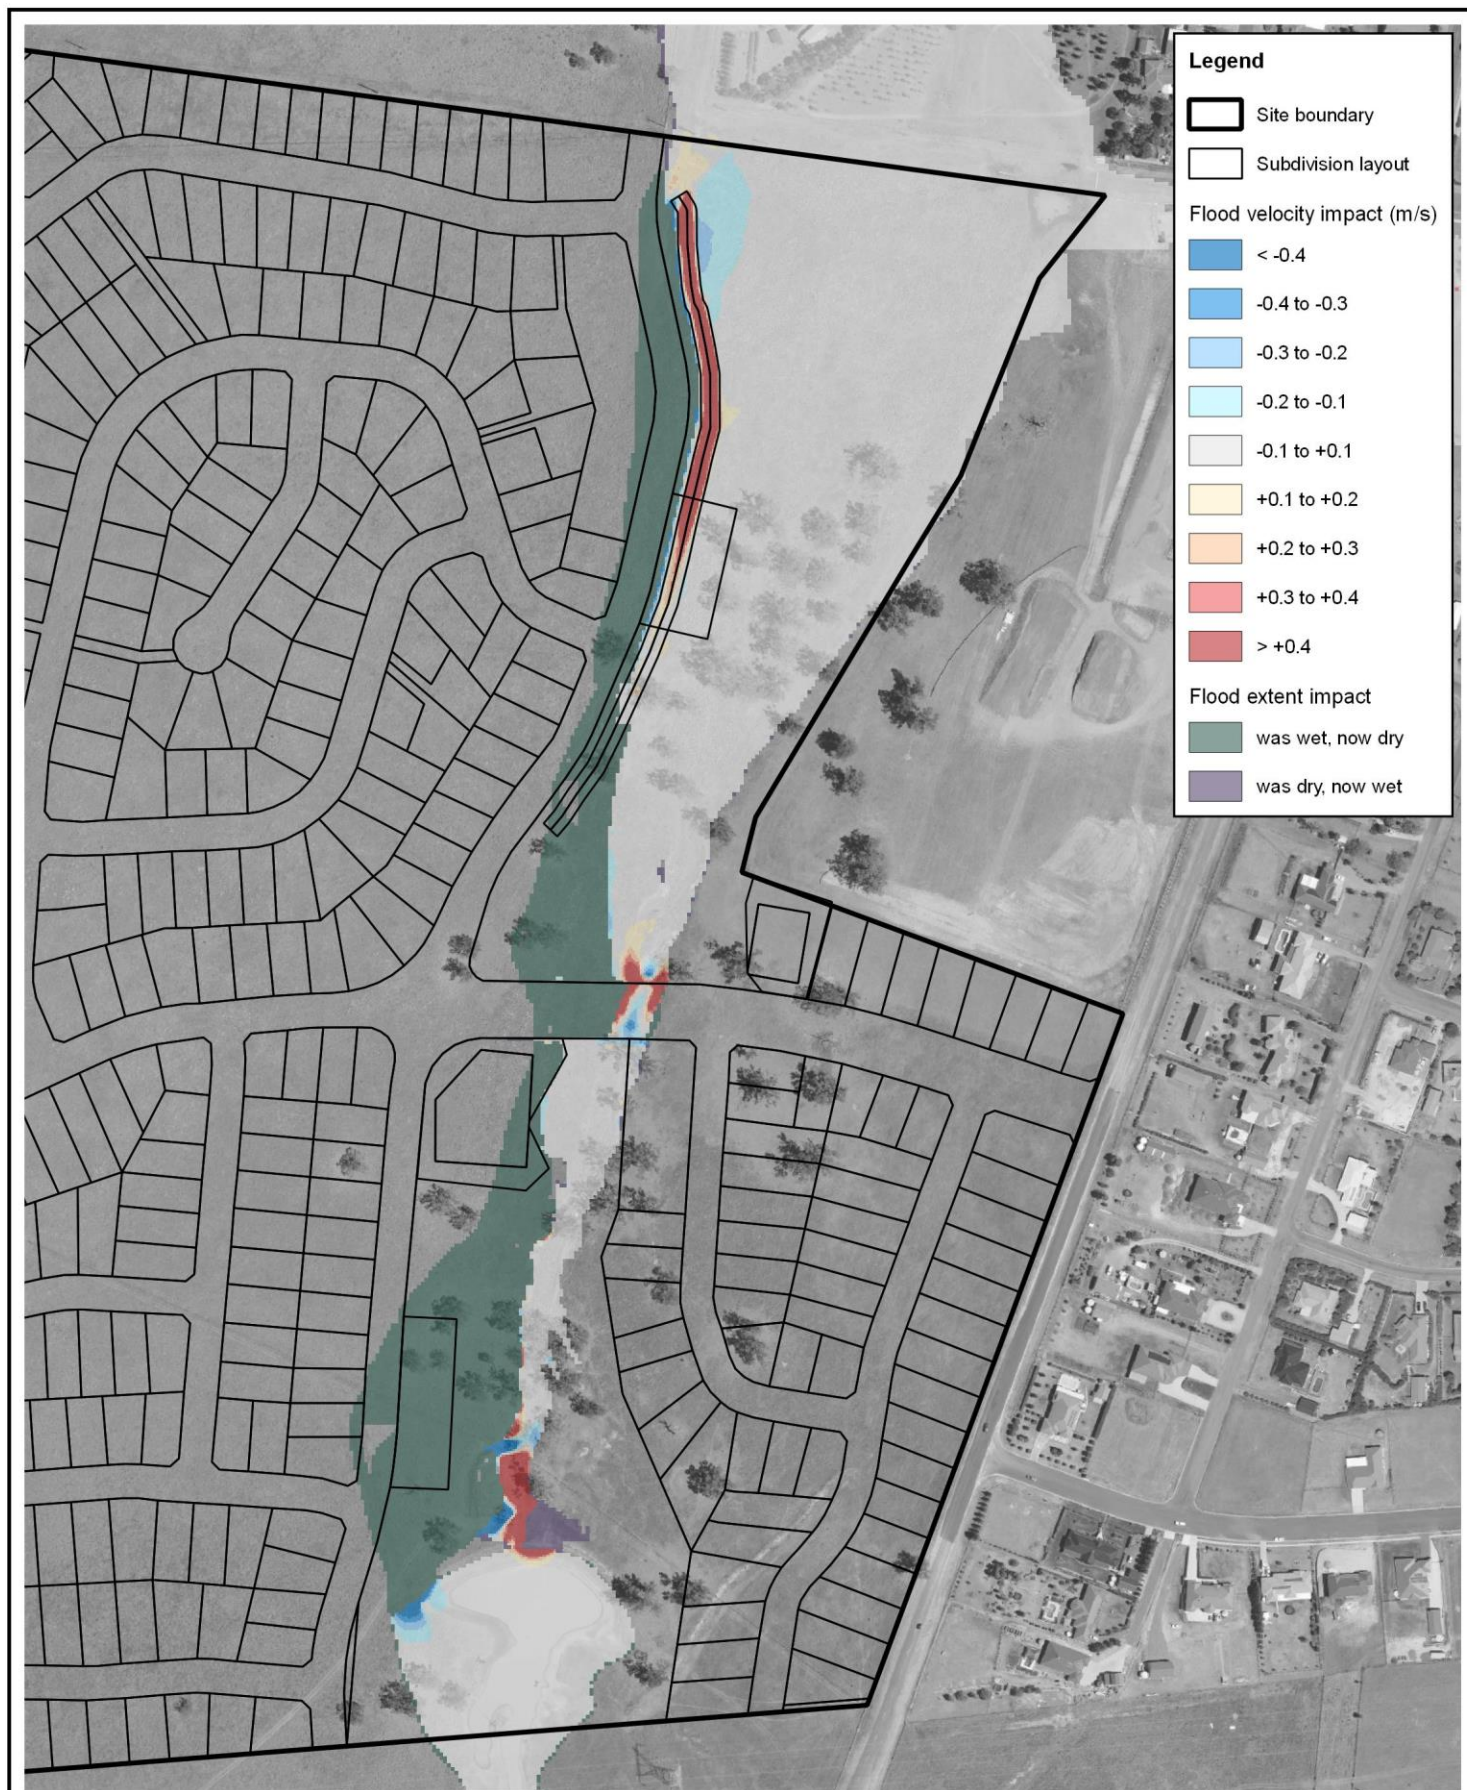 Legend
Site boundary
Subdivision layout
Flood velocity impact (m/s)
< -0.4
-0.4 to -0.3
-0.3 to -0.2
-0.2 to -0.1
-0.1 to +0.1
+0.1 to +0.2
+0.2 to +0.3
+0.3 to +0.4
> +0.4
Flood extent impact
was wet, now dry
was dry, now wet